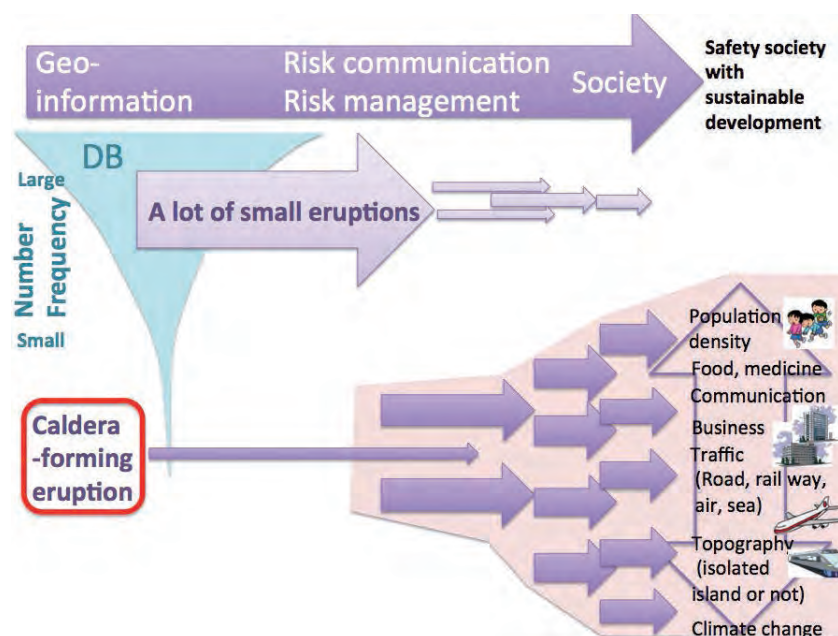 Geo-
information
Risk communication
Risk management
Society
Safety society
with
sustainable
development
DB
Large
Number
Frequency
Small
A lot of small eruptions
Caldera
-forming
eruption
Population
density
Food, medicine
Communication
Business
Traffic
(Road, rail way,
air, sea)
Topography
(isolated
island or not)
Climate change